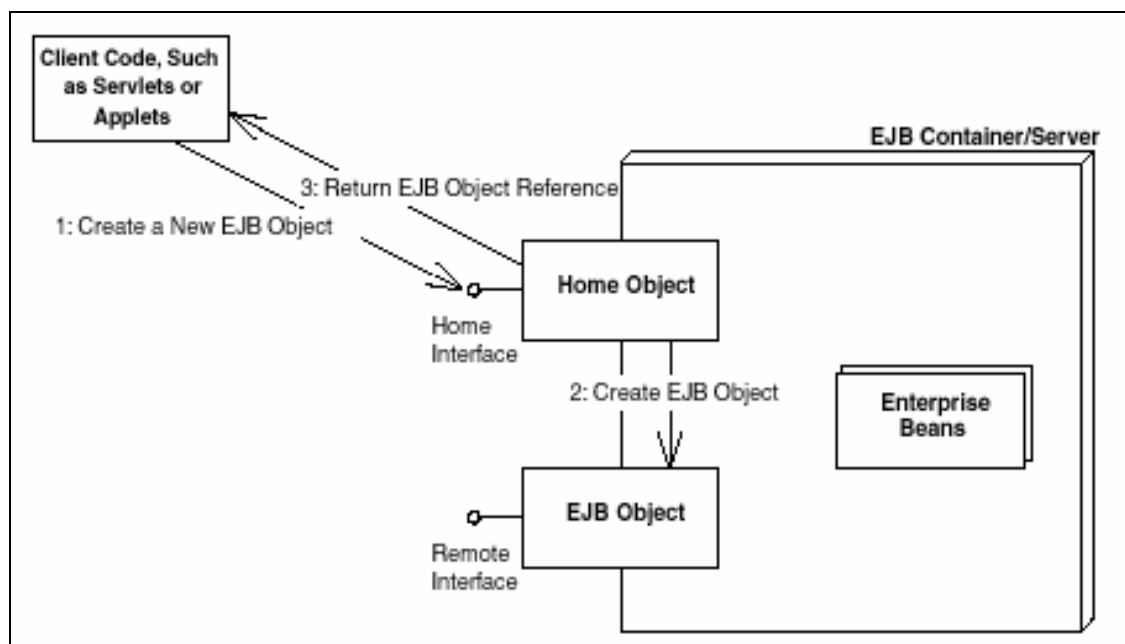 Client Code, Such
as Servlets or
Applets
EJB Container/Server
3: Return EJB Object Reference
1: Create a New EJB Object
Home Object
Home
Interface
2: Create EJB Object
Enterprise
Beans
EJB Object
Remote
Interface